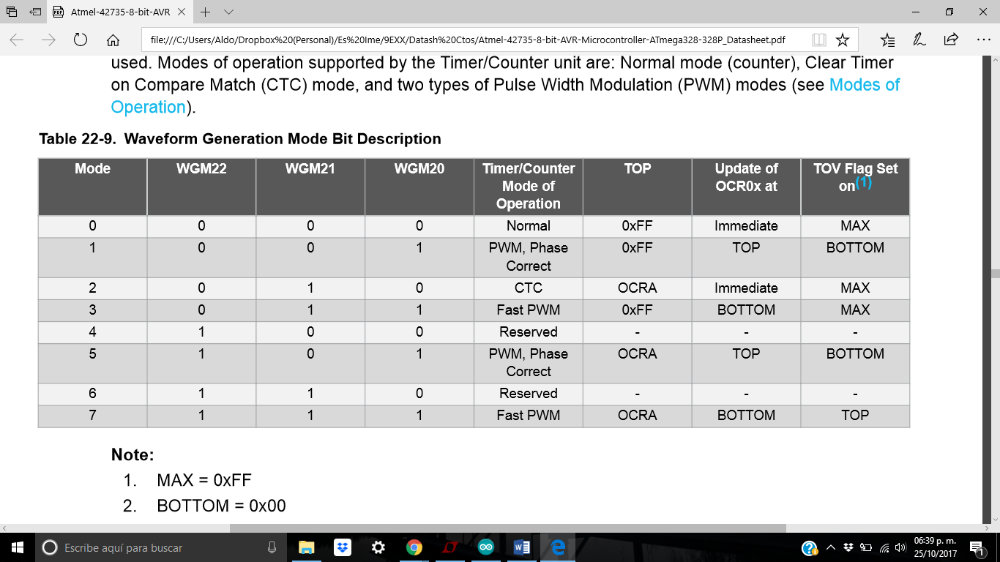 Atmel-42735-8-bit-AVR
file:///C:/Users/Aldo/Dropbox%20(Personal)/Es%20Ime/9EXX/Datash%20Ctos/Atmel-42735-8-bit-AVR-Microcontroller-ATmega328-328P_Datasheet.pdf
used. Modes of operation supported by the Timer/Counter unit are: Normal mode (counter), Clear Timer
on Compare Match (CTC) mode, and two types of Pulse Width Modulation (PWM) modes (see Modes of
Operation).
Table 22-9. Waveform Generation Mode Bit Description
Mode WGM22 WGM21 WGM20 Timer/Counter TOP Update of TOV Flag Set
Mode of OCR0x at on(1)
Operation
0 0 0 0 Normal 0xFF Immediate MAX
1 0 0 1 PWM, Phase 0xFF TOP BOTTOM
Correct
2 0 1 0 CTC OCRA Immediate MAX
3 0 1 1 Fast PWM 0xFF BOTTOM MAX
4 1 0 0 Reserved - - -
5 1 0 1 PWM, Phase OCRA TOP BOTTOM
Correct
6 1 1 0 Reserved - - -
7 1 1 1 Fast PWM OCRA BOTTOM TOP
Note:
1. MAX = 0xFF
2. BOTTOM = 0x00
Escribe aquí para buscar
06:39 p. m.
25/10/2017
1